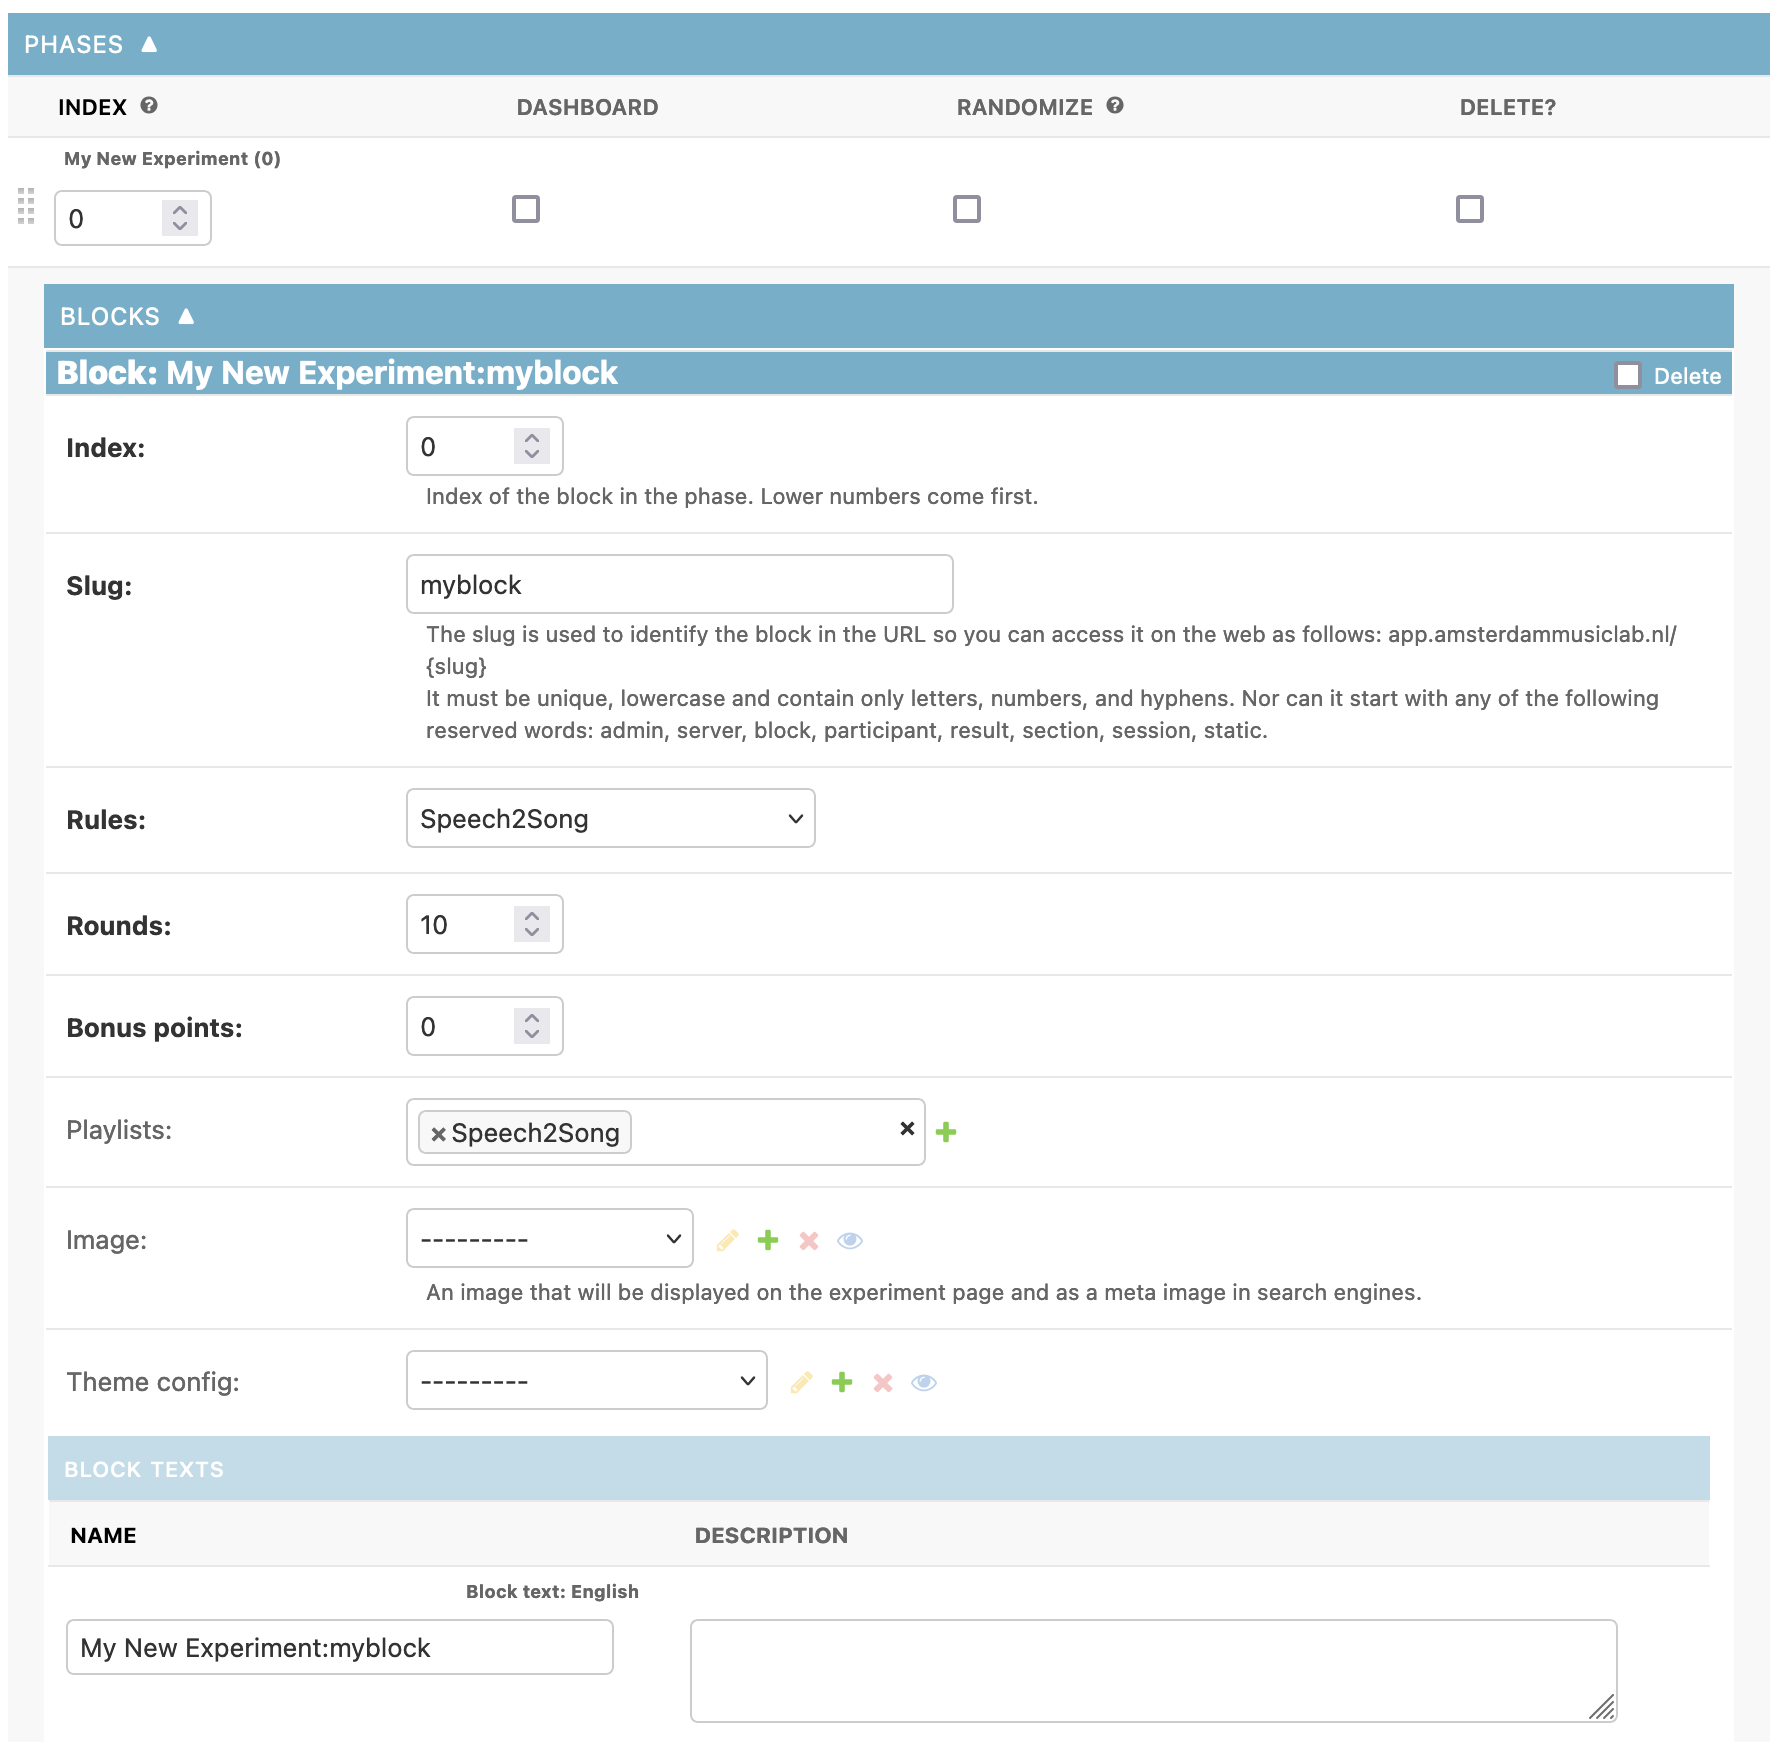 PHASES
INDEX ? DASHBOARD RANDOMIZE ? DELETE?
My New Experiment (0)
0
BLOCKS
Block: My New Experiment:myblock Delete
Index: 0
Index of the block in the phase. Lower numbers come first.
Slug: myblock
The slug is used to identify the block in the URL so you can access it on the web as follows: app.amsterdammusiclab.nl/
{slug}
It must be unique, lowercase and contain only letters, numbers, and hyphens. Nor can it start with any of the following
reserved words: admin, server, block, participant, result, section, session, static.
Rules: Speech2Song
Rounds: 10
Bonus points: 0
Playlists: Speech2Song
Image: ---------
An image that will be displayed on the experiment page and as a meta image in search engines.
Theme config: ---------
BLOCK TEXTS
NAME DESCRIPTION
Block text: English
My New Experiment:myblock